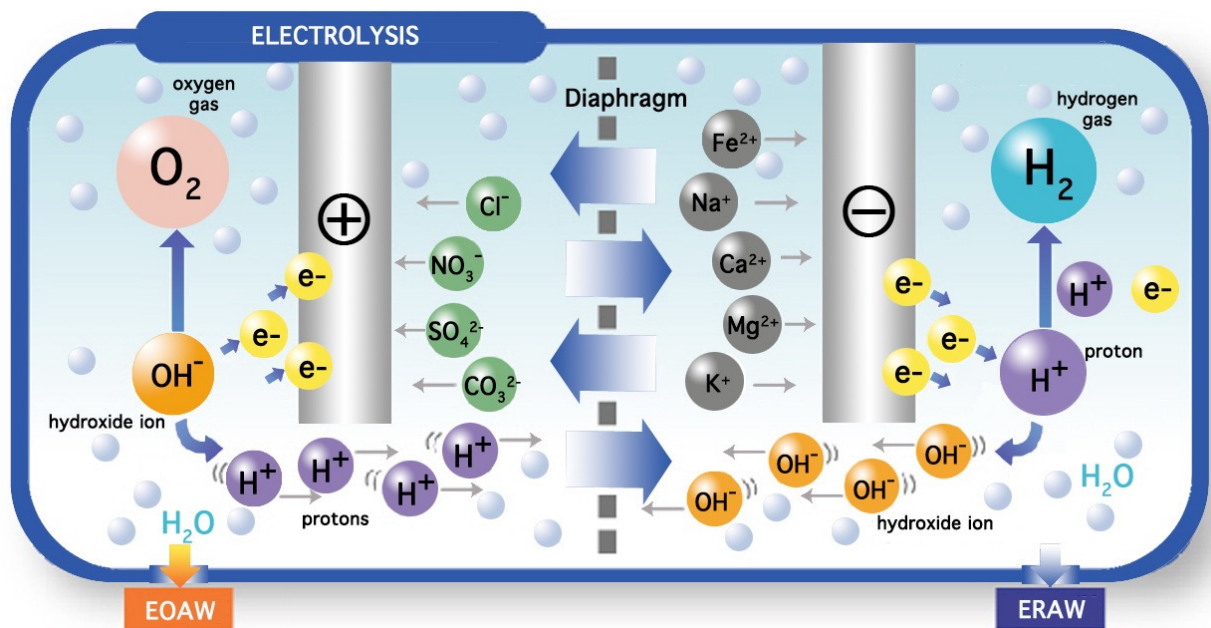 ELECTROLYSIS
oxygen
gas
O₂
+
Cl⁻
NO₃⁻
SO₄²⁻
CO₃²⁻
e-
e-
e-
OH⁻
hydroxide ion
H⁺
H⁺
H⁺
H⁺
protons
H₂O
EOAW
Diaphragm
Fe²⁺
Na⁺
Ca²⁺
Mg²⁺
K⁺
−
hydrogen
gas
H₂
H⁺
e-
e-
e-
e-
H⁺
proton
OH⁻
OH⁻
OH⁻
OH⁻
hydroxide ion
H₂O
ERAW